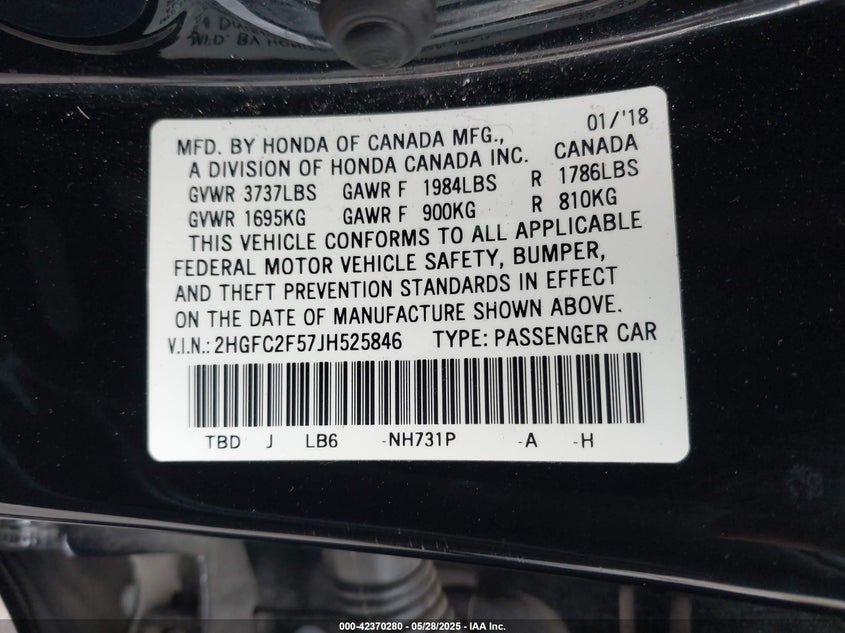 MFD. BY HONDA OF CANADA MFG., 01/'18
A DIVISION OF HONDA CANADA INC. CANADA
GVWR 3737LBS GAWR F 1984LBS R 1786LBS
GVWR 1695KG GAWR F 900KG R 810KG
THIS VEHICLE CONFORMS TO ALL APPLICABLE
FEDERAL MOTOR VEHICLE SAFETY, BUMPER,
AND THEFT PREVENTION STANDARDS IN EFFECT
ON THE DATE OF MANUFACTURE SHOWN ABOVE.
V.I.N.: 2HGFC2F57JH525846 TYPE: PASSENGER CAR
TBD J LB6 -NH731P -A -H
000-42370280 - 05/28/2025 - IAA Inc.